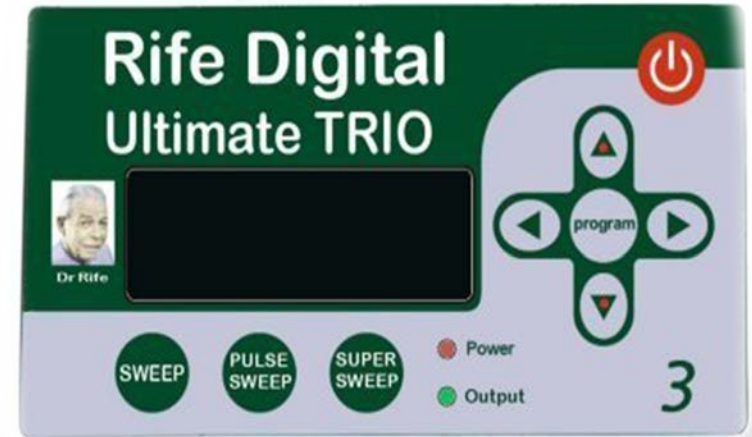 Rife Digital
Ultimate TRIO
Dr Rife
program
SWEEP
PULSE
SWEEP
SUPER
SWEEP
Power
Output
3